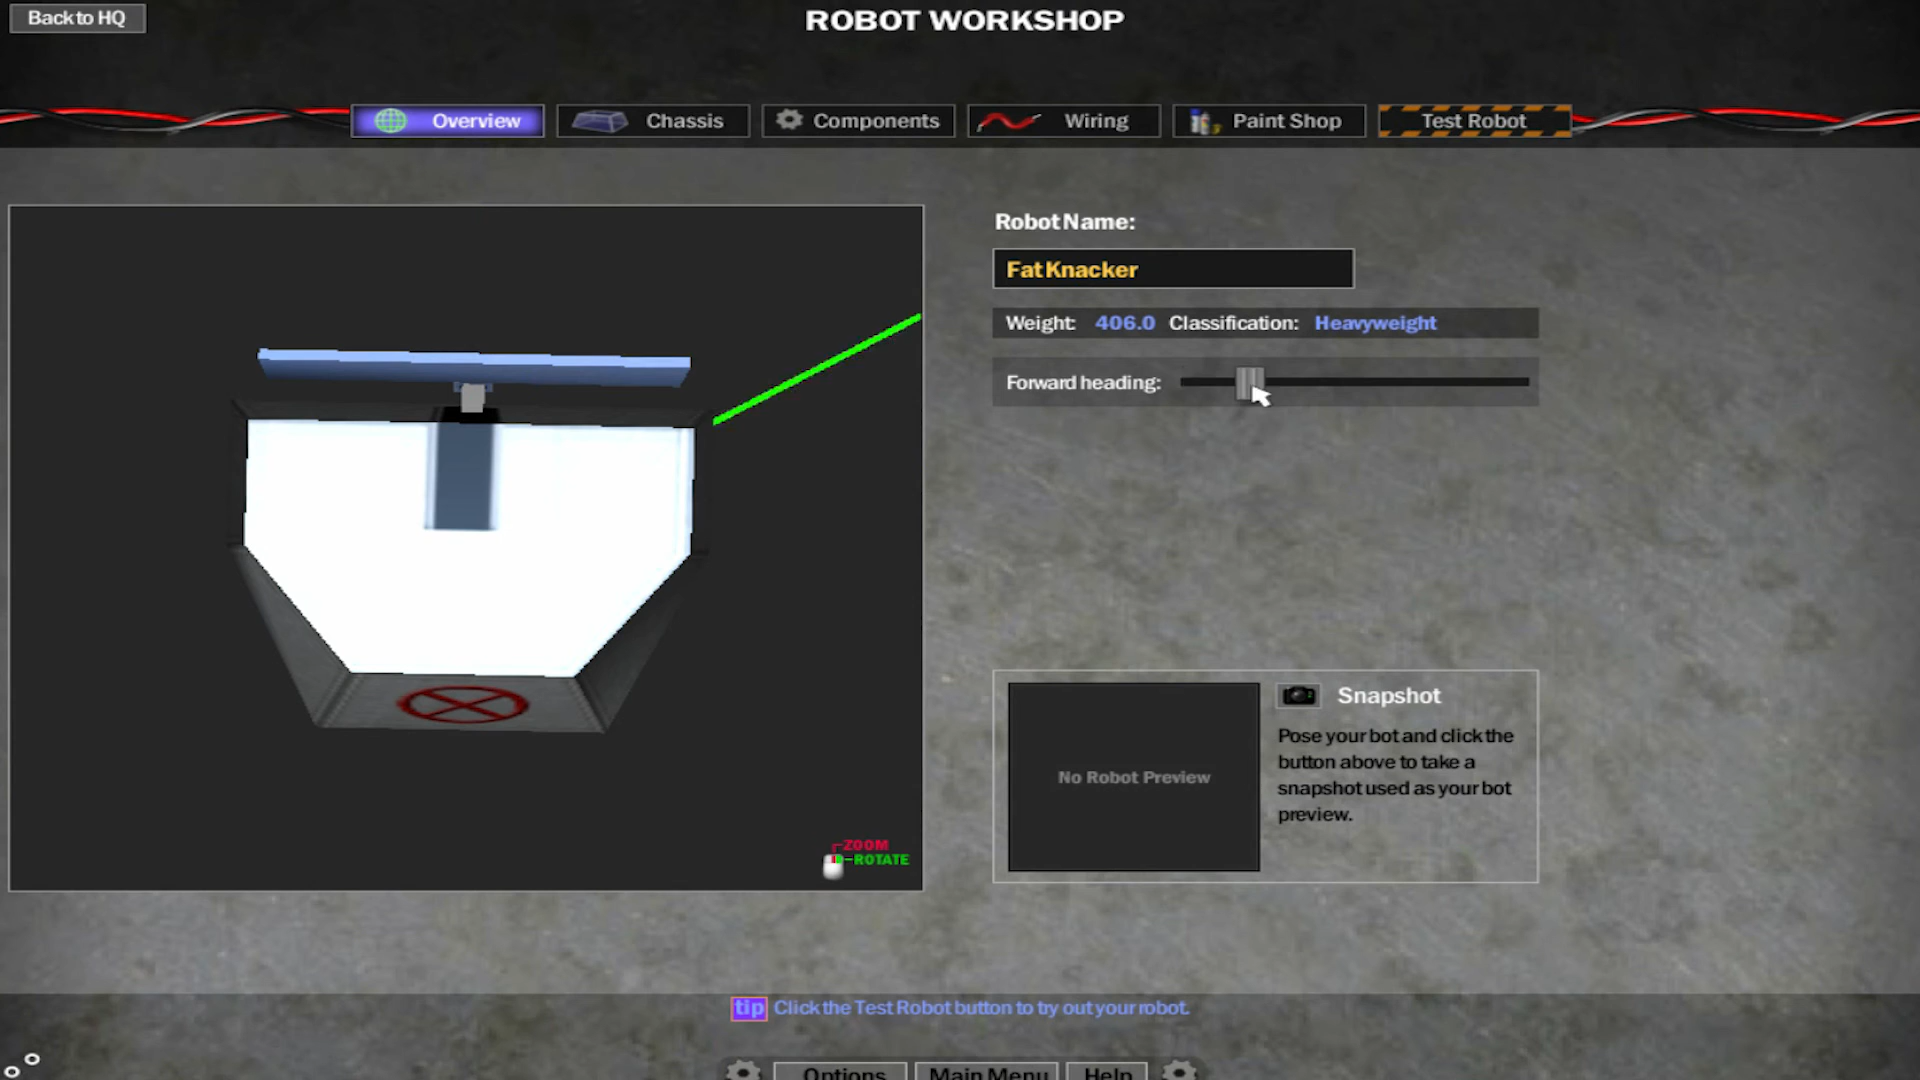 Back to HQ
ROBOT WORKSHOP
Overview
Chassis
Components
Wiring
Paint Shop
Test Robot
Robot Name:
Fat Knacker
Weight: 406.0 Classification: Heavyweight
Forward heading:
ZOOM
ROTATE
No Robot Preview
Snapshot
Pose your bot and click the
button above to take a
snapshot used as your bot
preview.
tip Click the Test Robot button to try out your robot.
Options
Main Menu
Help